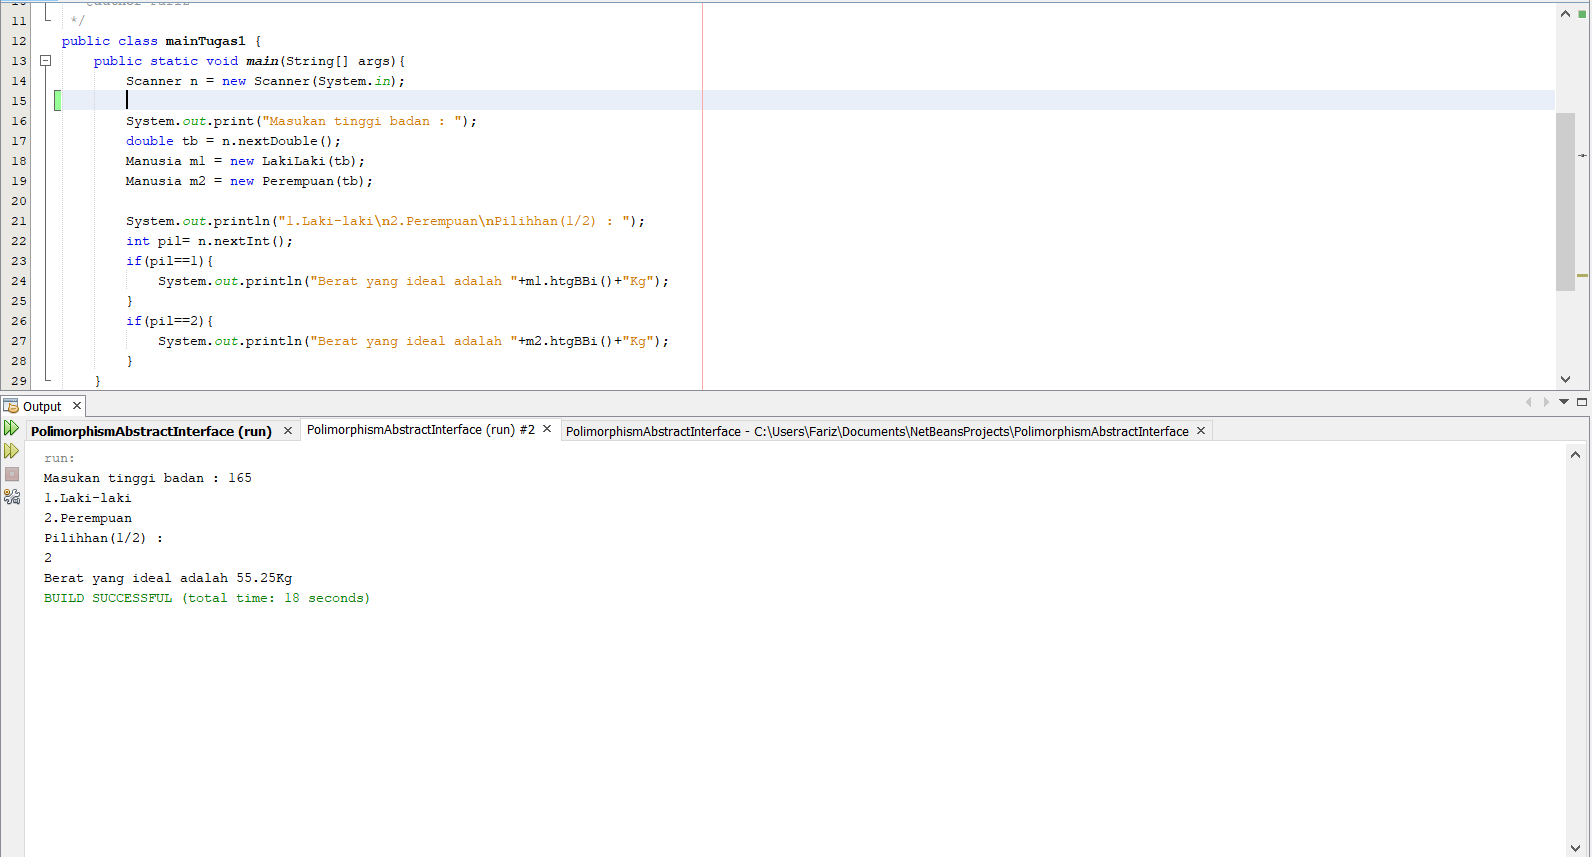 11 */
12 public class mainTugas1 {
13 public static void main(String[] args){
14 Scanner n = new Scanner(System.in);
15
16 System.out.print("Masukan tinggi badan : ");
17 double tb = n.nextDouble();
18 Manusia m1 = new LakiLaki(tb);
19 Manusia m2 = new Perempuan(tb);
20
21 System.out.println("1.Laki-laki\n2.Perempuan\nPilihhan(1/2) : ");
22 int pil= n.nextInt();
23 if(pil==1){
24 System.out.println("Berat yang ideal adalah "+m1.htgBBi()+"Kg");
25 }
26 if(pil==2){
27 System.out.println("Berat yang ideal adalah "+m2.htgBBi()+"Kg");
28 }
29 }
Output
PolimorphismAbstractInterface (run) PolimorphismAbstractInterface (run) #2 PolimorphismAbstractInterface - C:\Users\Fariz\Documents\NetBeansProjects\PolimorphismAbstractInterface
run:
Masukan tinggi badan : 165
1.Laki-laki
2.Perempuan
Pilihhan(1/2) :
2
Berat yang ideal adalah 55.25Kg
BUILD SUCCESSFUL (total time: 18 seconds)